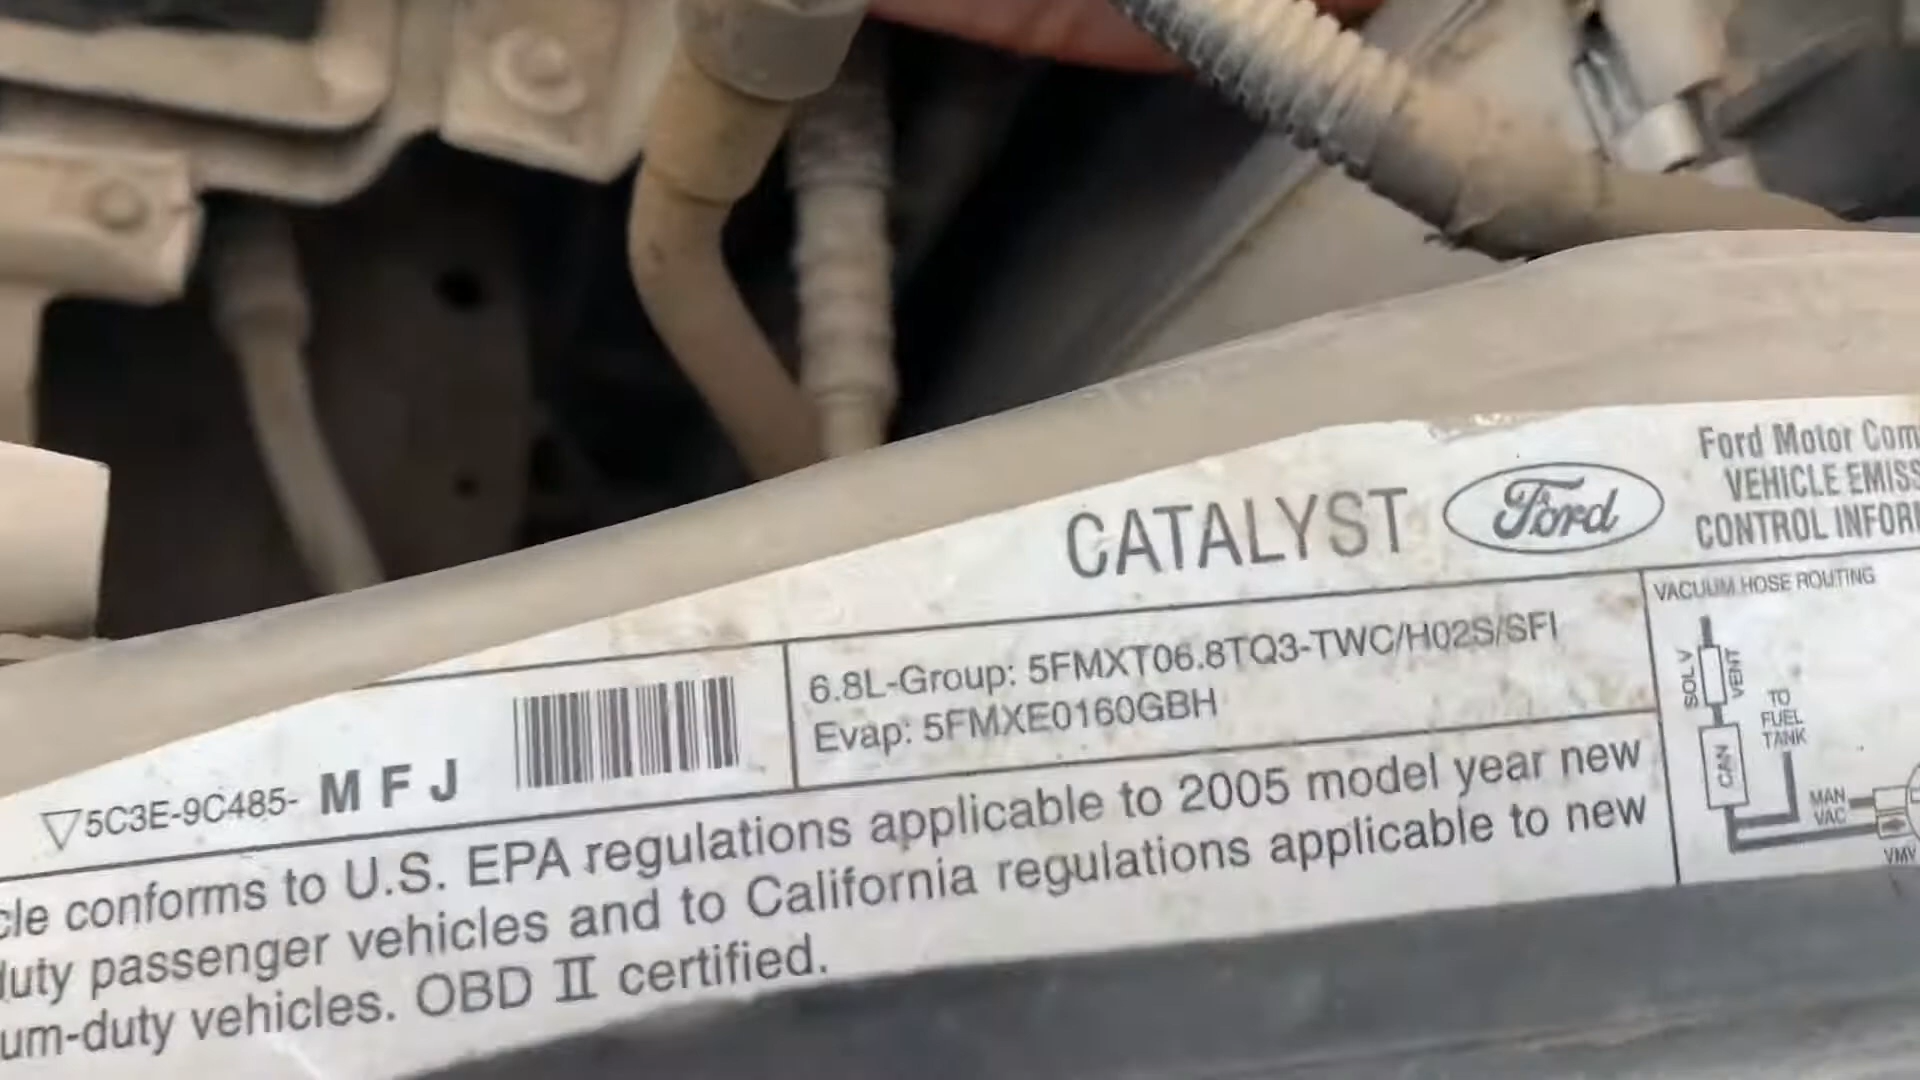 CATALYST
Ford
Ford Motor Com
VEHICLE EMISS
CONTROL INFOR
▽5C3E-9C485- M F J
6.8L-Group: 5FMXT06.8TQ3-TWC/H02S/SFI
Evap: 5FMXE0160GBH
cle conforms to U.S. EPA regulations applicable to 2005 model year new
duty passenger vehicles and to California regulations applicable to new
um-duty vehicles. OBD II certified.
VACUUM HOSE ROUTING
SOLV
VENT
CAN
TO
FUEL
TANK
MAN
VAC
VMV